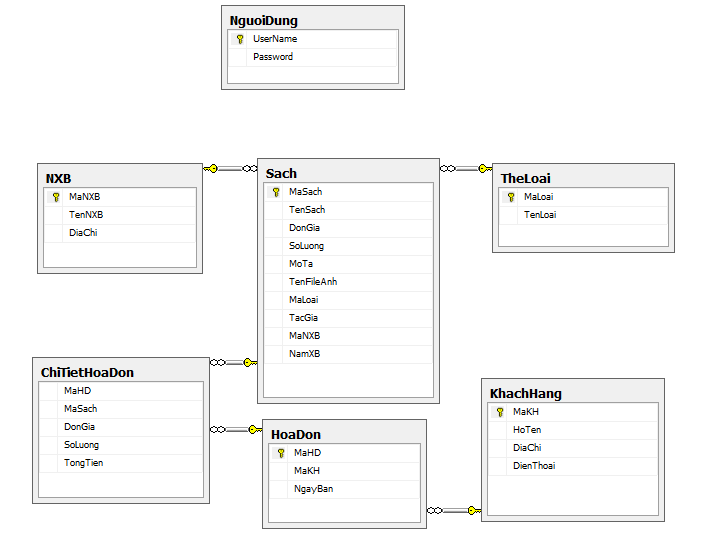 NguoiDung
UserName
Password
NXB
MaNXB
TenNXB
DiaChi
Sach
MaSach
TenSach
DonGia
SoLuong
MoTa
TenFileAnh
MaLoai
TacGia
MaNXB
NamXB
TheLoai
MaLoai
TenLoai
ChiTietHoaDon
MaHD
MaSach
DonGia
SoLuong
TongTien
HoaDon
MaHD
MaKH
NgayBan
KhachHang
MaKH
HoTen
DiaChi
DienThoai